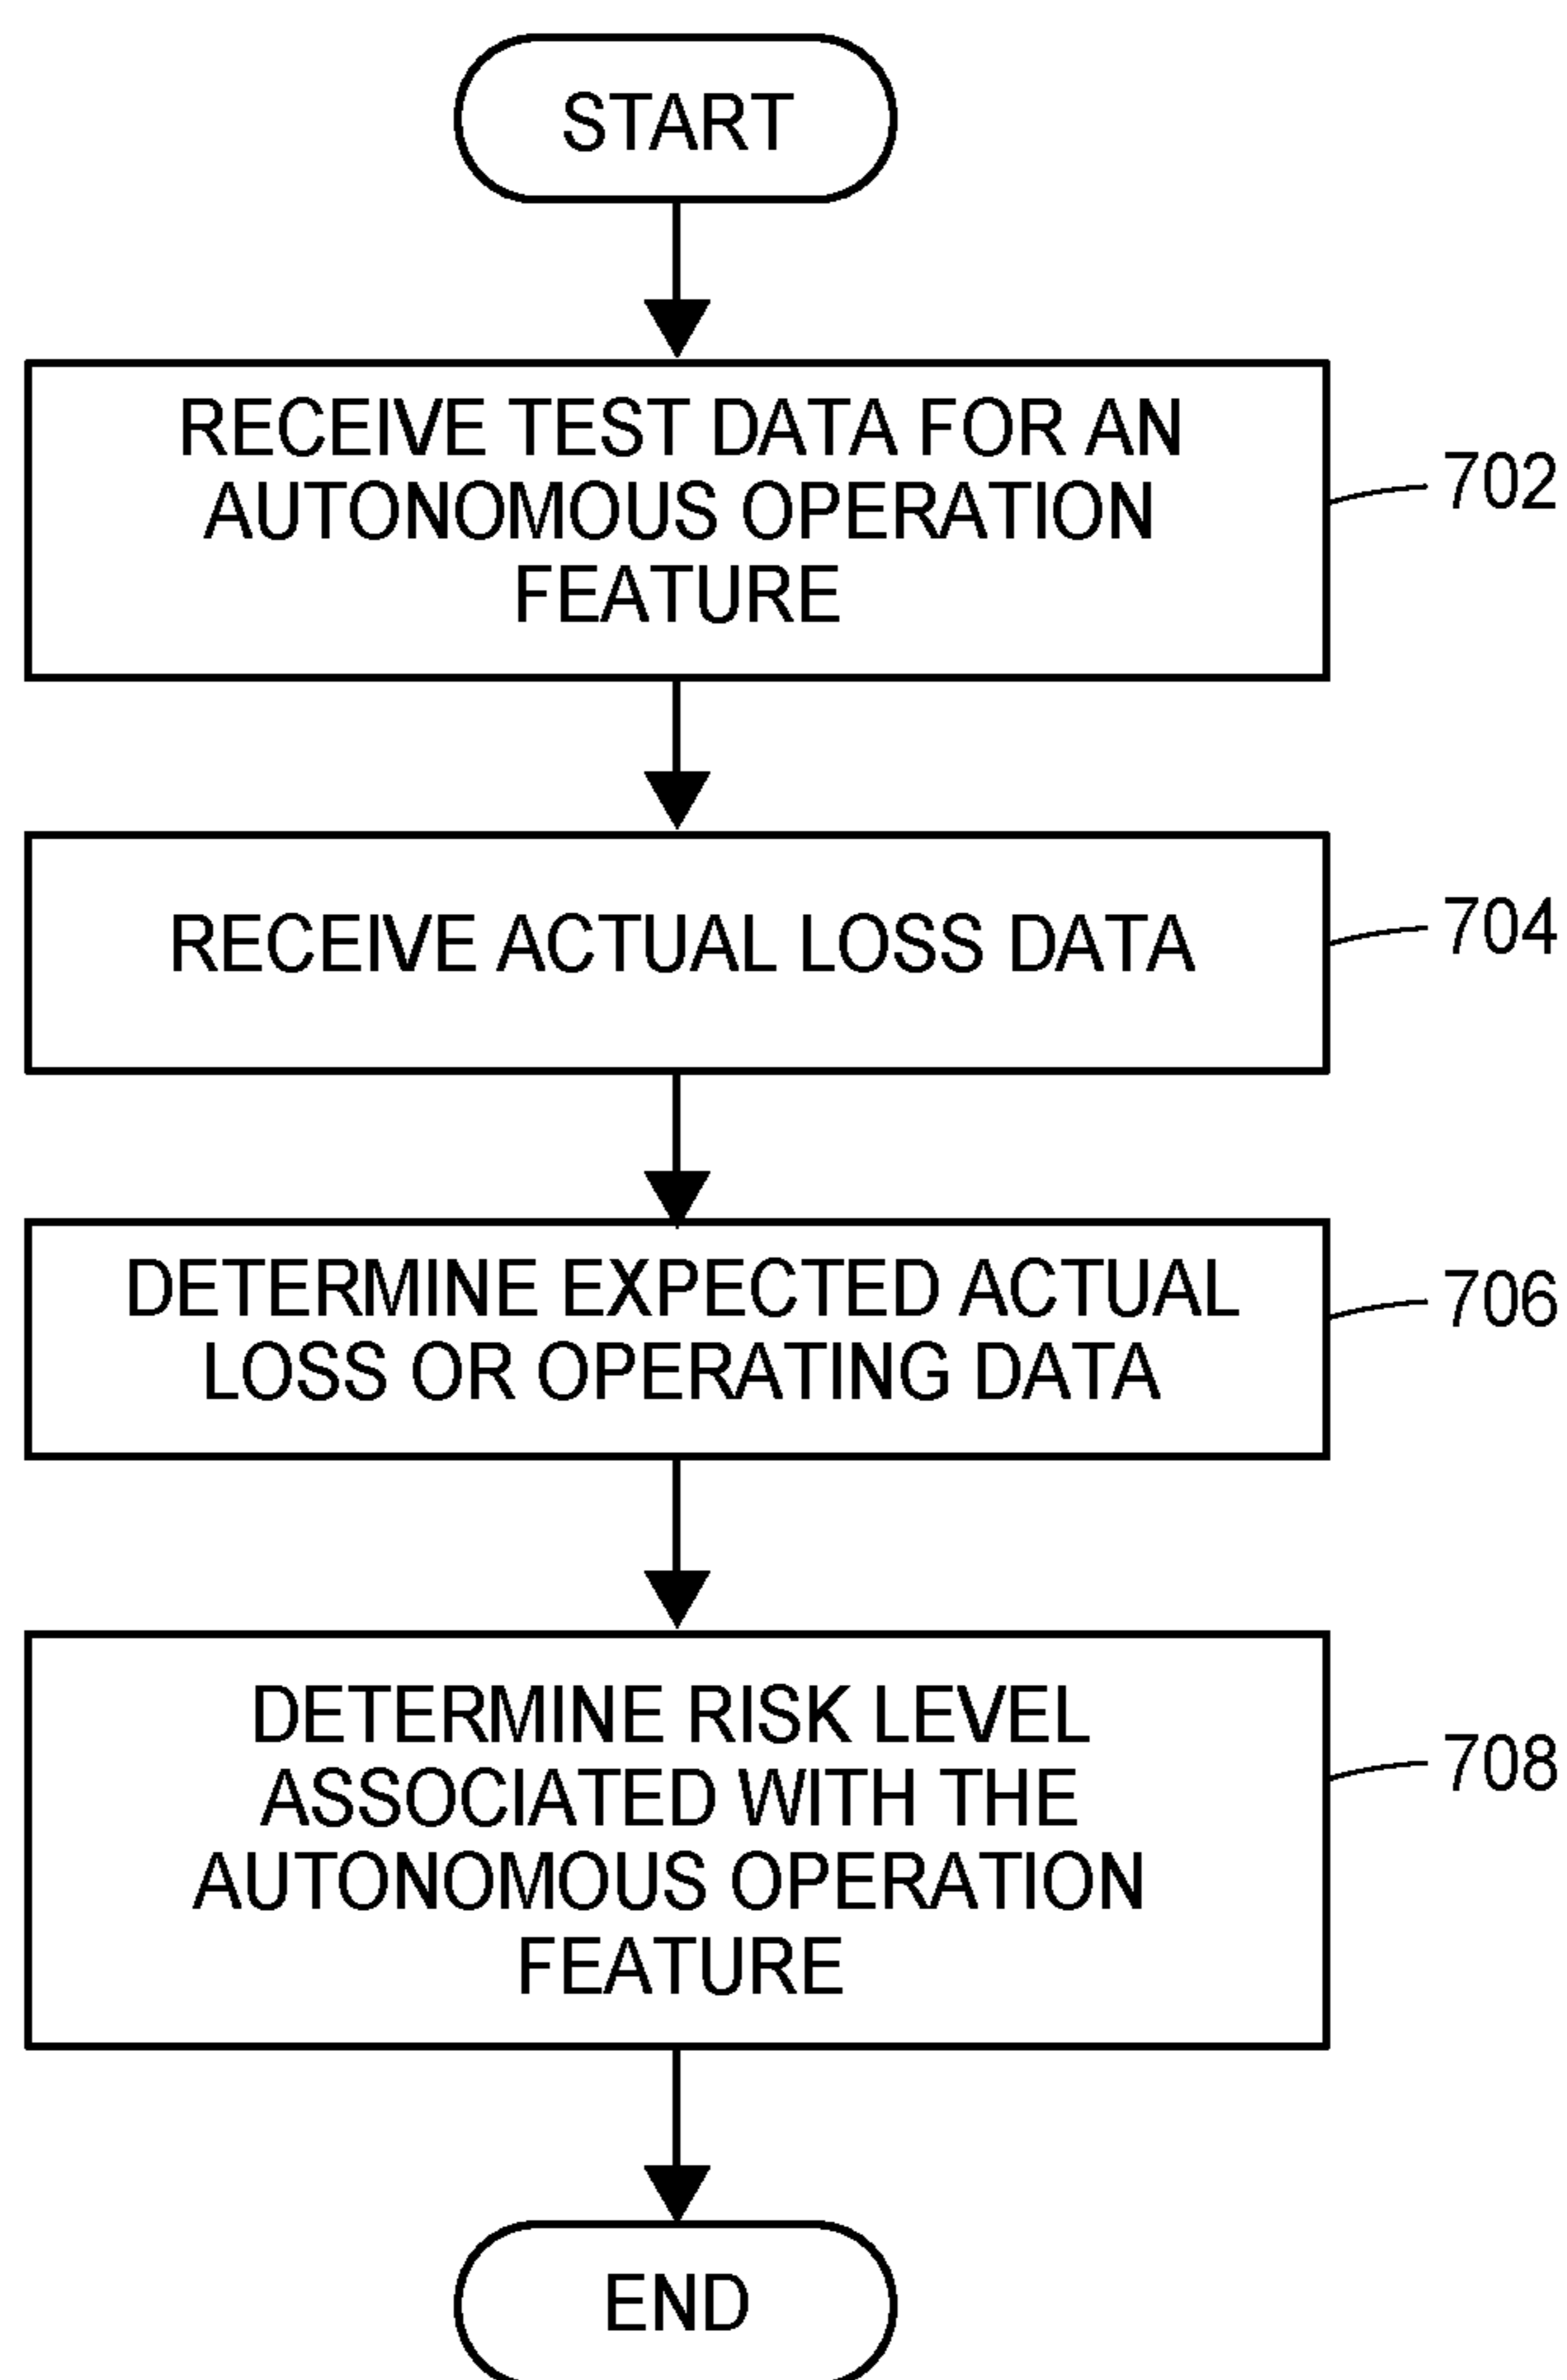 START
RECEIVE TEST DATA FOR AN
AUTONOMOUS OPERATION
FEATURE
702
RECEIVE ACTUAL LOSS DATA
704
DETERMINE EXPECTED ACTUAL
LOSS OR OPERATING DATA
706
DETERMINE RISK LEVEL
ASSOCIATED WITH THE
AUTONOMOUS OPERATION
FEATURE
708
END